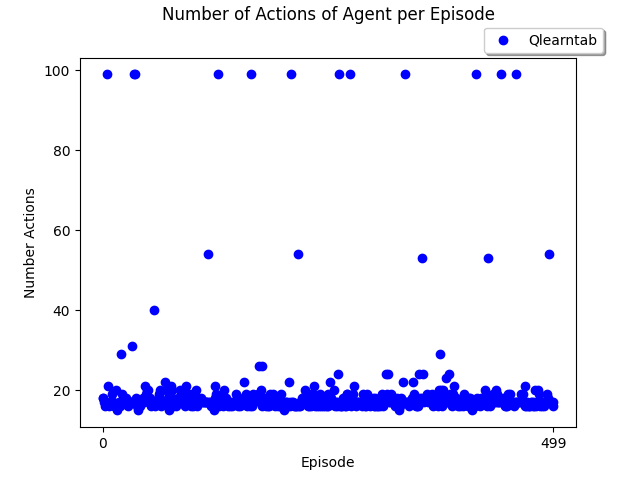 Number of Actions of Agent per Episode
Qlearntab
100
80
60
40
20
Number Actions
0
499
Episode